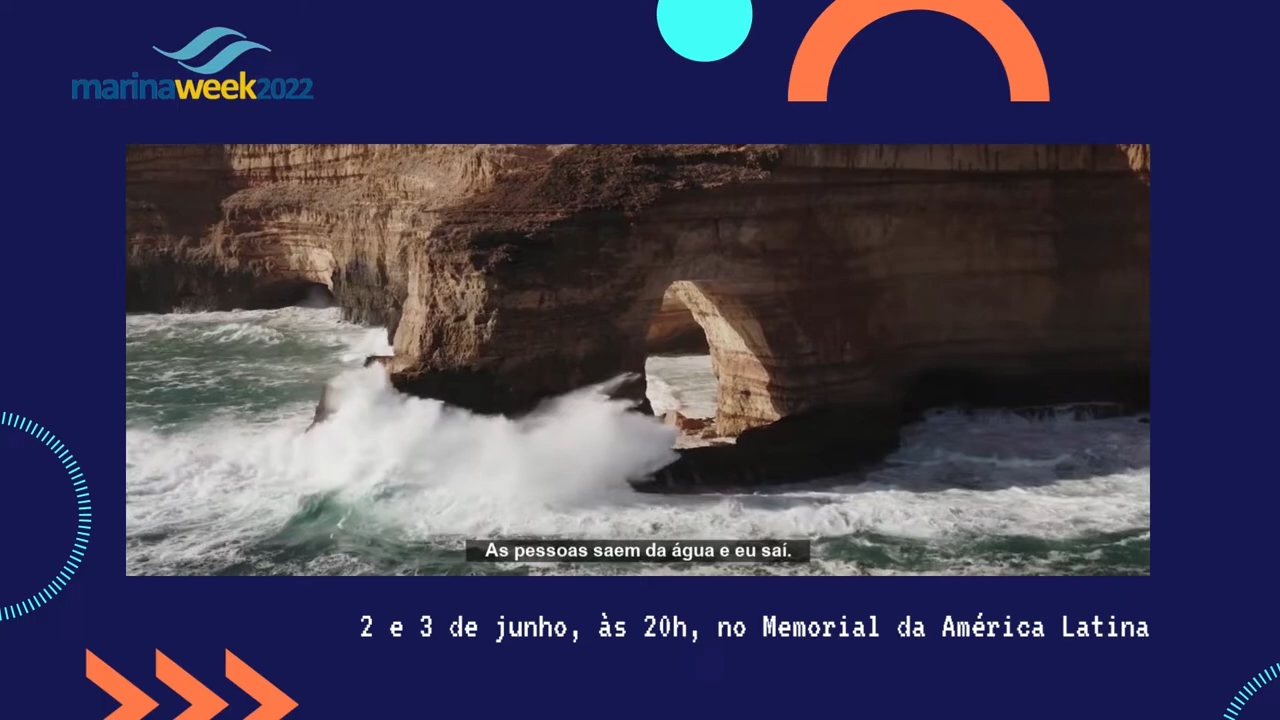 marinaweek2022
As pessoas saem da água e eu saí.
2 e 3 de junho, às 20h, no Memorial da América Latina